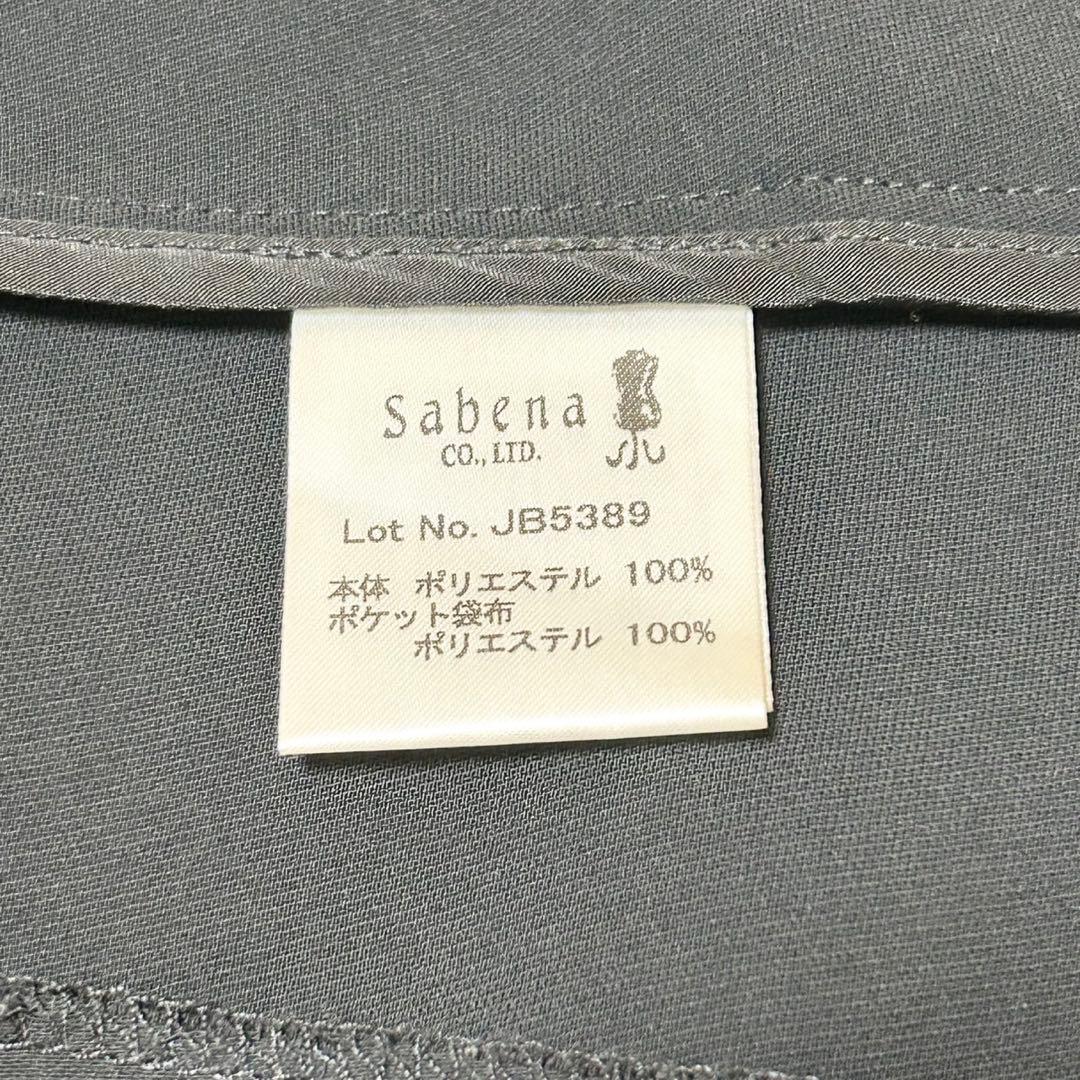 Sabena
CO., LTD.
Lot No. JB5389
本体 ポリエステル 100%
ポケット袋布
ポリエステル 100%